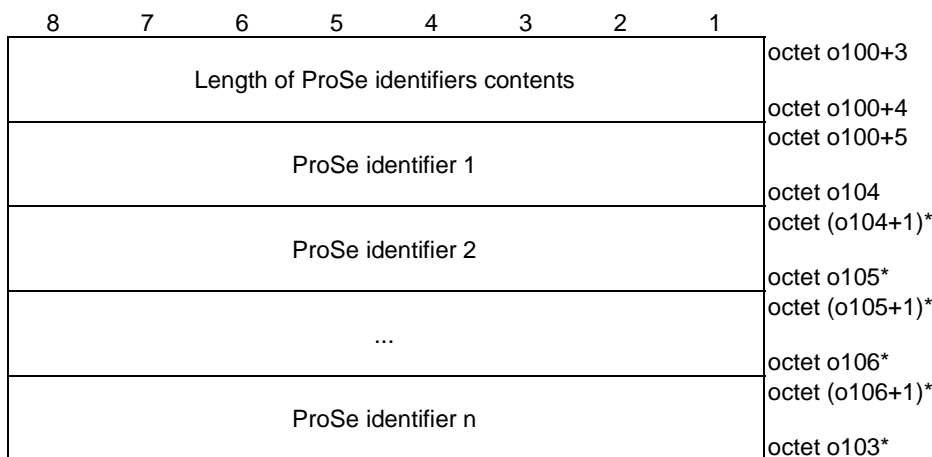 8 7 6 5 4 3 2 1
octet o100+3
Length of ProSe identifiers contents
octet o100+4
octet o100+5
ProSe identifier 1
octet o104
octet (o104+1)*
ProSe identifier 2
octet o105*
octet (o105+1)*
...
octet o106*
octet (o106+1)*
ProSe identifier n
octet o103*